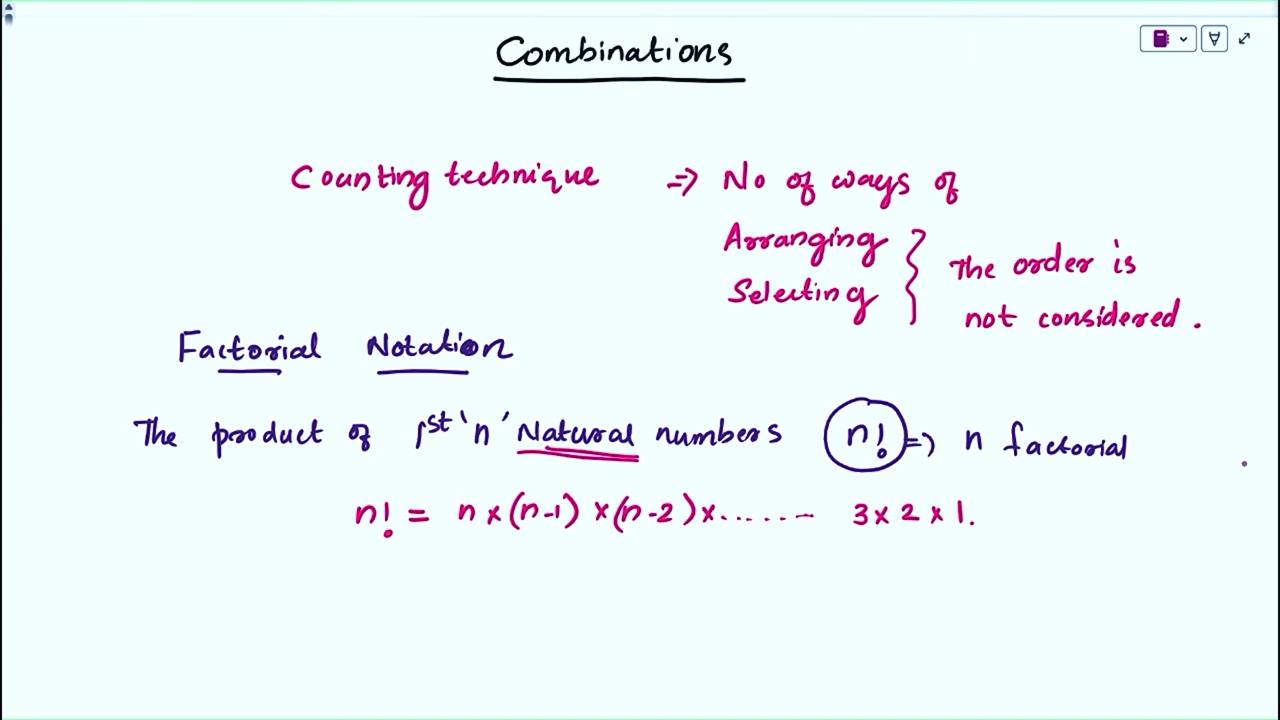 Combinations
Counting technique => No of ways of
Arranging
Selecting } The order is
not considered.
Factorial Notation
The product of 1st 'n' Natural numbers n! => n factorial
n! = n x (n-1) x (n-2) x ....... 3 x 2 x 1.